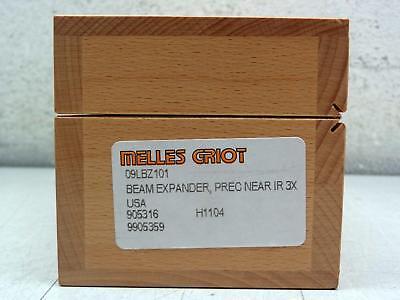 MELLES GRIOT
09LBZ101
BEAM EXPANDER, PREC NEAR IR 3X
USA
905316 H1104
9905359